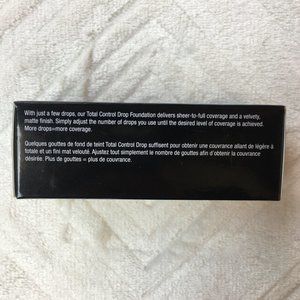 With just a few drops, our Total Control Drop Foundation delivers sheer-to-full coverage and a velvety,
matte finish. Simply adjust the number of drops you use until the desired level of coverage is achieved.
More drops=more coverage.
Quelques gouttes de fond de teint Total Control Drop suffisent pour obtenir une couvrance allant de légère à
totale et un fini mat velouté. Ajustez tout simplement le nombre de gouttes afin d'obtenir la couvrance
désirée. Plus de gouttes = plus de couvrance.